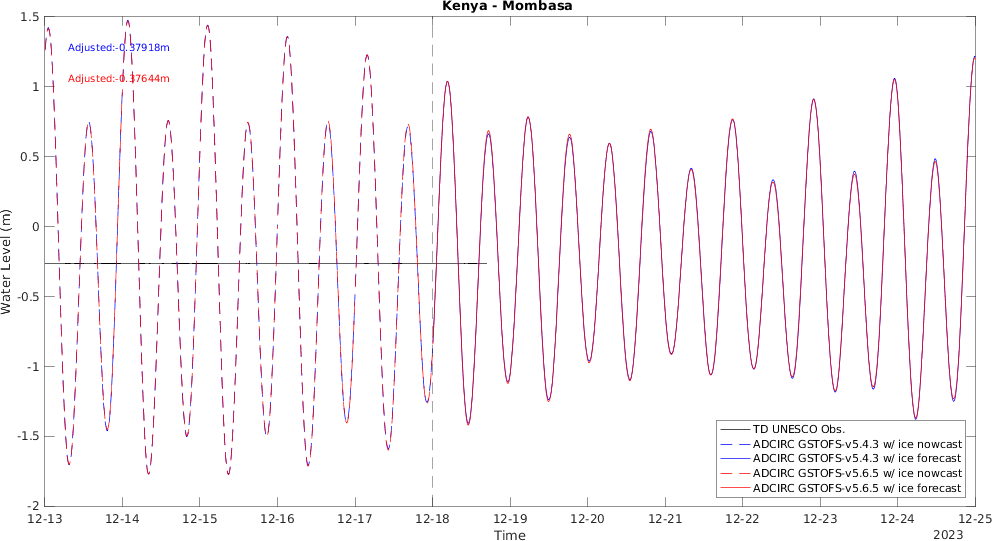 Kenya - Mombasa
Adjusted:-0.37918m
Adjusted:-0.37644m
1.5
1
0.5
0
-0.5
-1
-1.5
-2
Water Level (m)
TD UNESCO Obs.
ADCIRC GSTOFS-v5.4.3 w/ ice nowcast
ADCIRC GSTOFS-v5.4.3 w/ ice forecast
ADCIRC GSTOFS-v5.6.5 w/ ice nowcast
ADCIRC GSTOFS-v5.6.5 w/ ice forecast
12-13 12-14 12-15 12-16 12-17 12-18 12-19 12-20 12-21 12-22 12-23 12-24 12-25
Time
2023